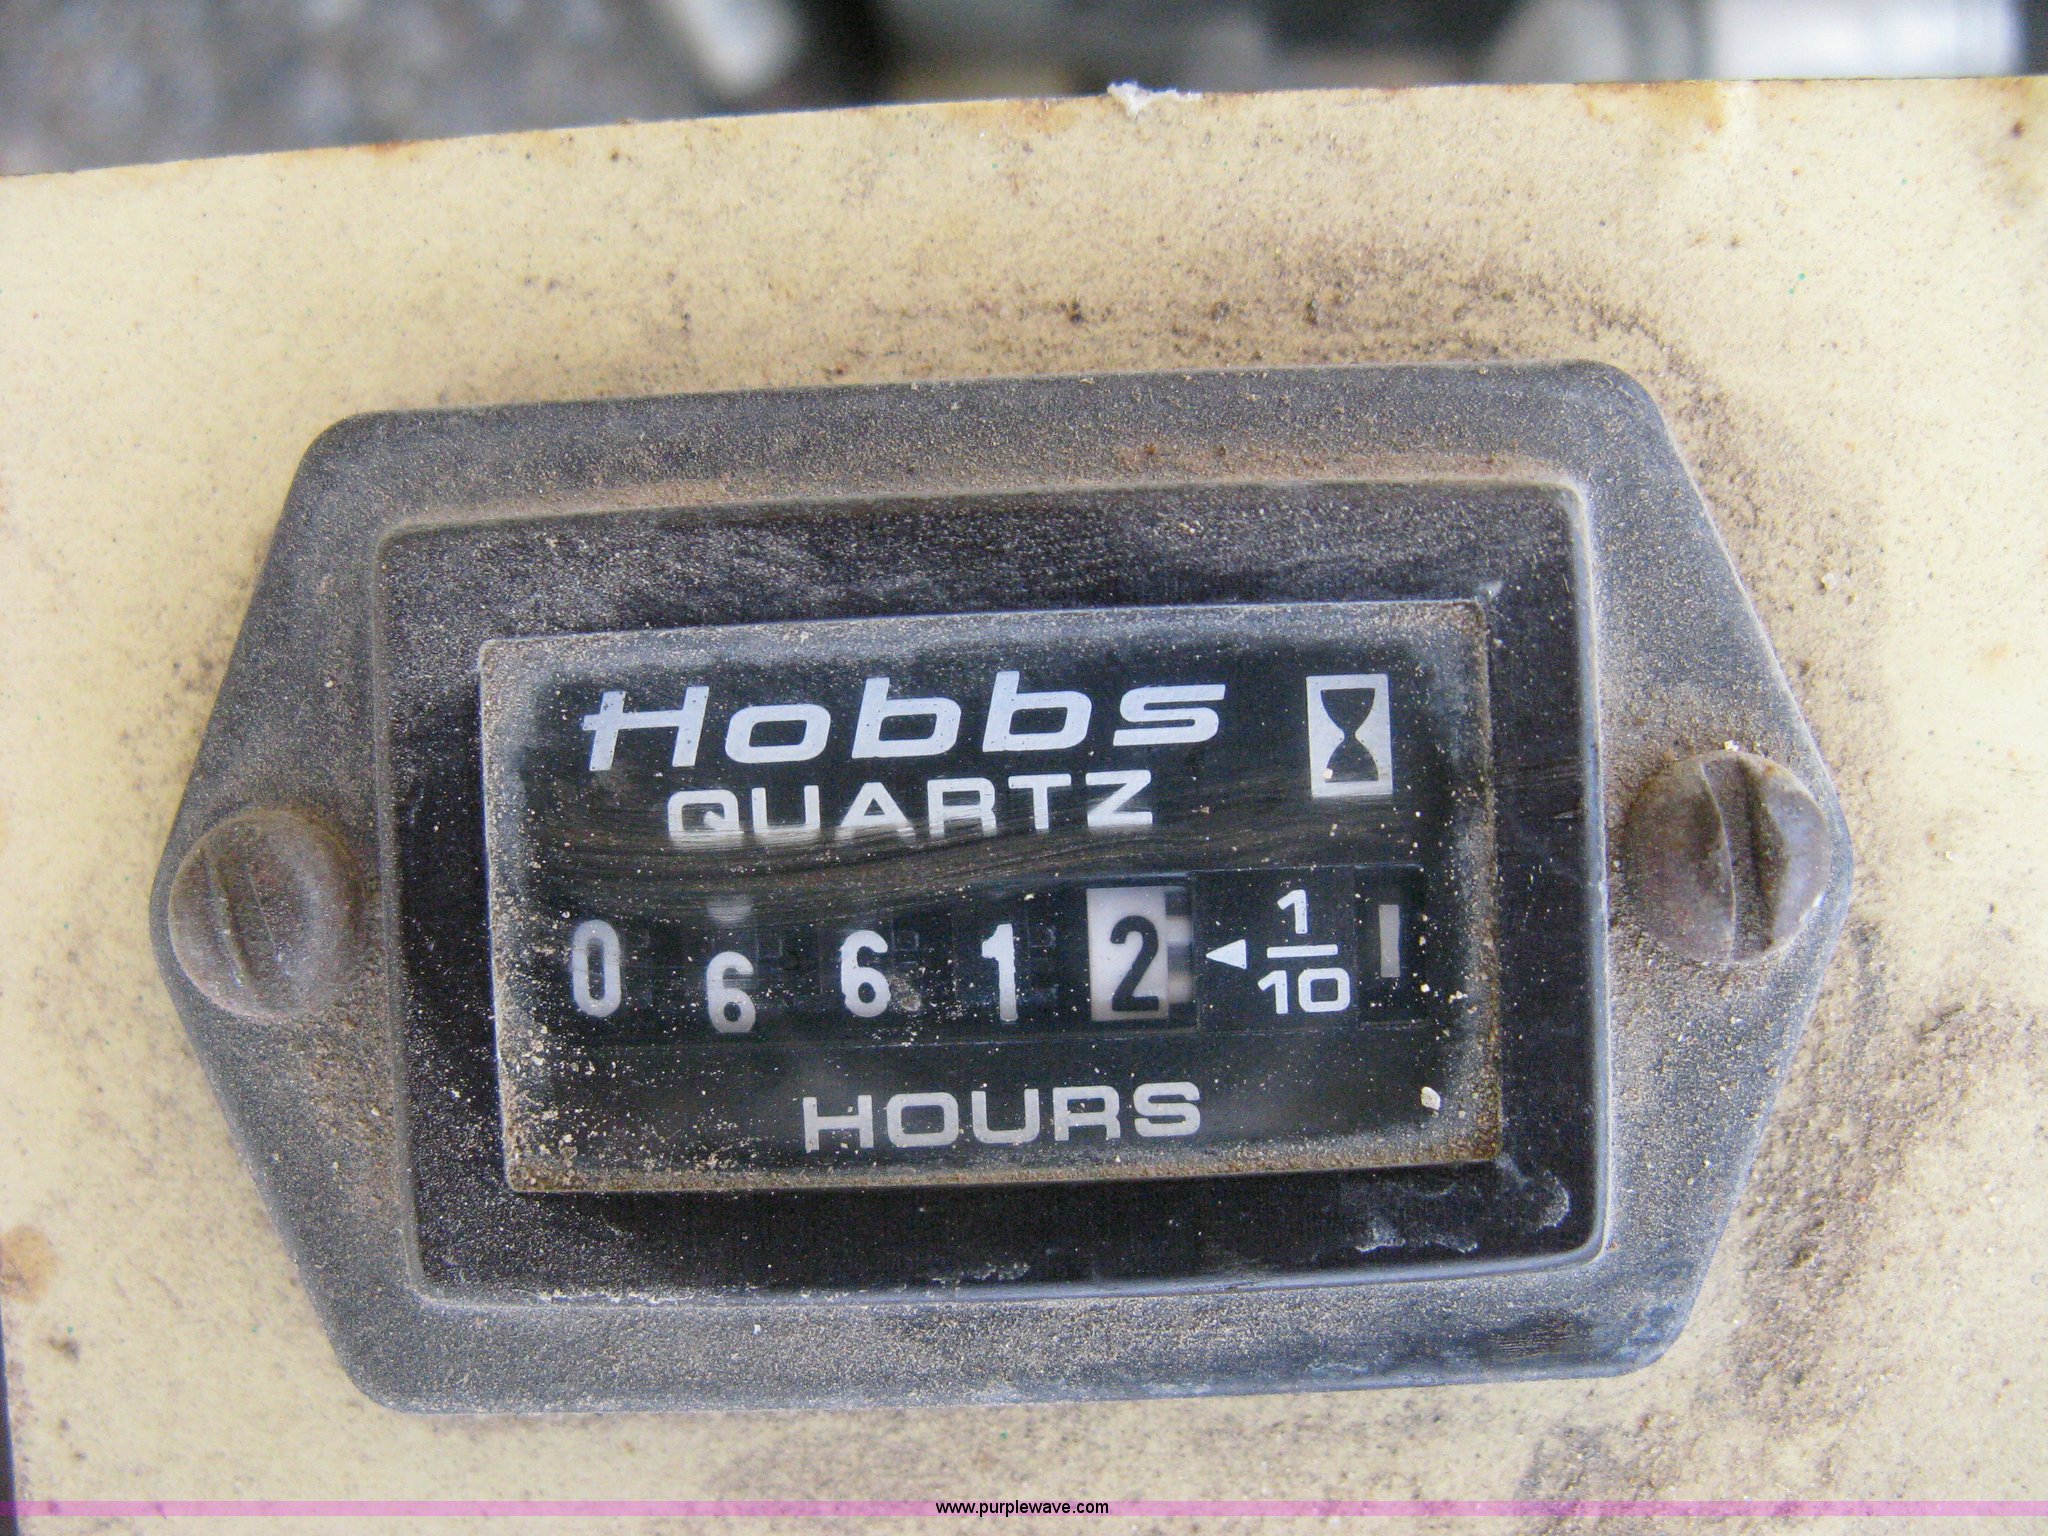 Hobbs
QUARTZ
0 6 6 1 2 ◄ 1/10
HOURS
www.purplewave.com